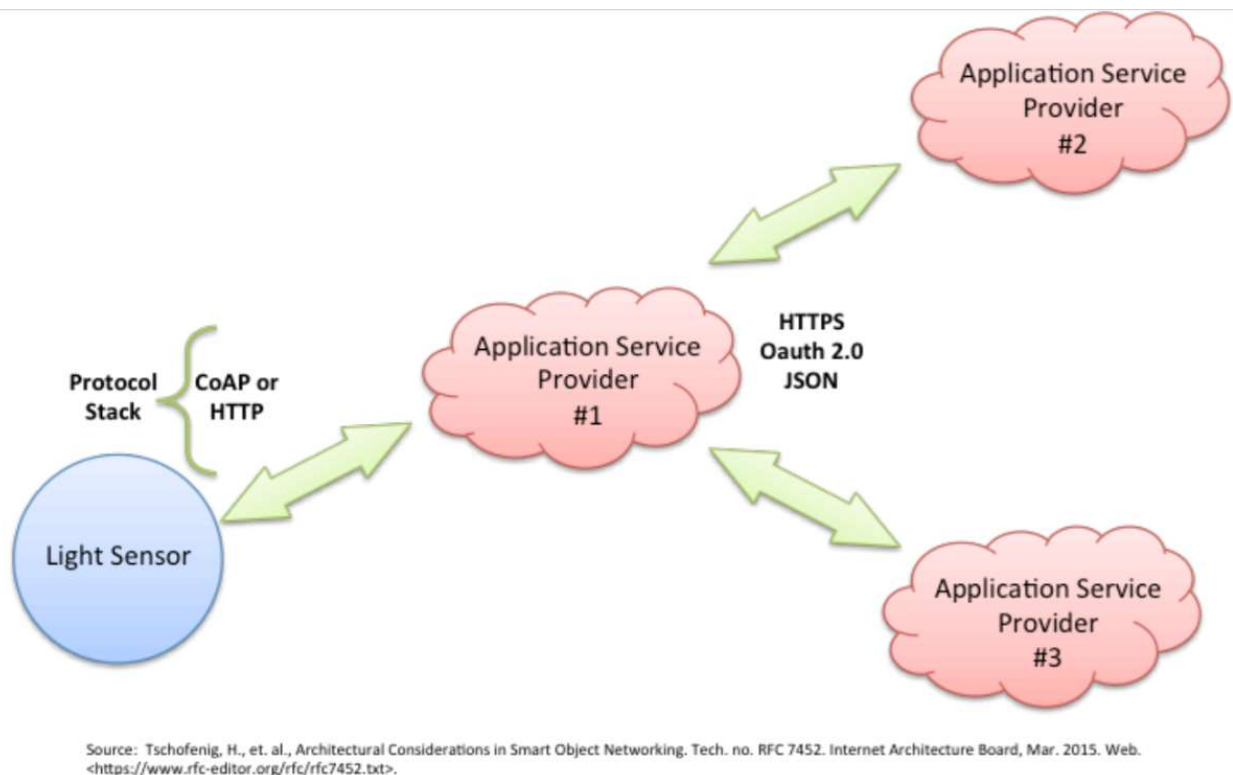 Application Service
Provider
#2
Application Service
Provider
#1
HTTPS
Oauth 2.0
JSON
Protocol
Stack
CoAP or
HTTP
Light Sensor
Application Service
Provider
#3
Source: Tschofenig, H., et. al., Architectural Considerations in Smart Object Networking. Tech. no. RFC 7452. Internet Architecture Board, Mar. 2015. Web.
<https://www.rfc-editor.org/rfc/rfc7452.txt>.